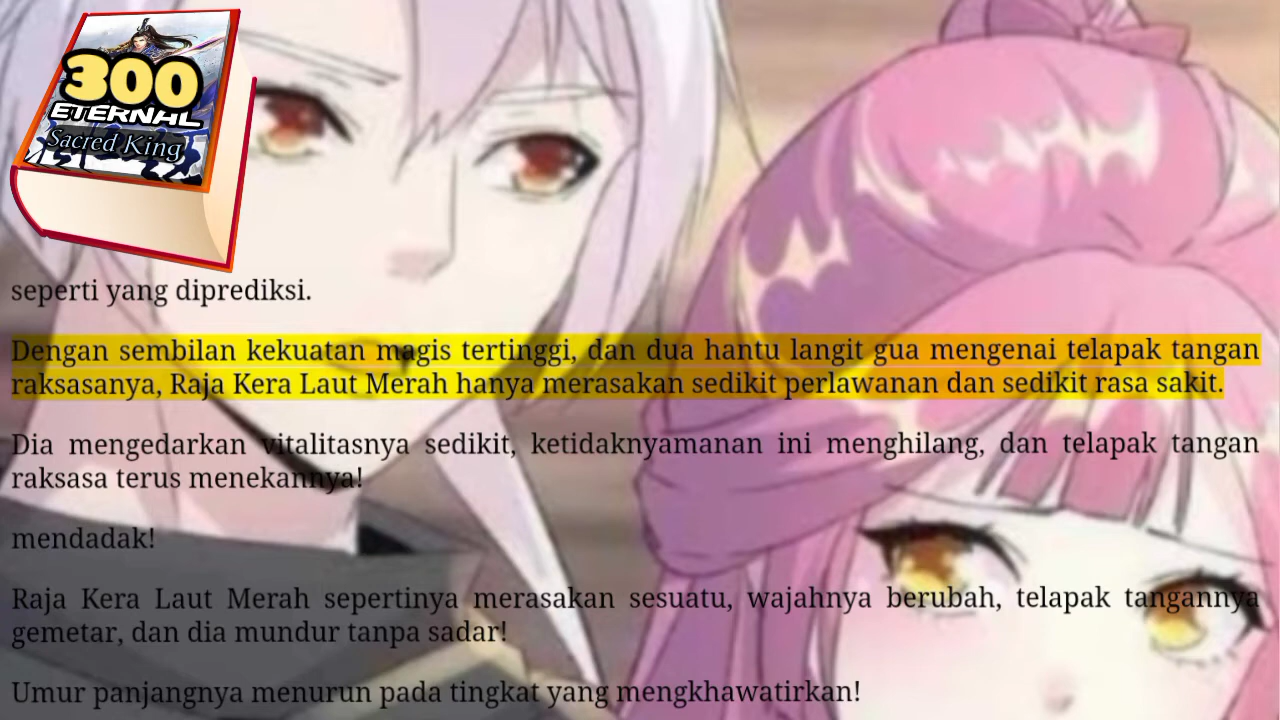 300
ETERNAL
Sacred King
seperti yang diprediksi.
Dengan sembilan kekuatan magis tertinggi, dan dua hantu langit gua mengenai telapak tangan
raksasanya, Raja Kera Laut Merah hanya merasakan sedikit perlawanan dan sedikit rasa sakit.
Dia mengedarkan vitalitasnya sedikit, ketidaknyamanan ini menghilang, dan telapak tangan
raksasa terus menekannya!
mendadak!
Raja Kera Laut Merah sepertinya merasakan sesuatu, wajahnya berubah, telapak tangannya
gemetar, dan dia mundur tanpa sadar!
Umur panjangnya menurun pada tingkat yang mengkhawatirkan!